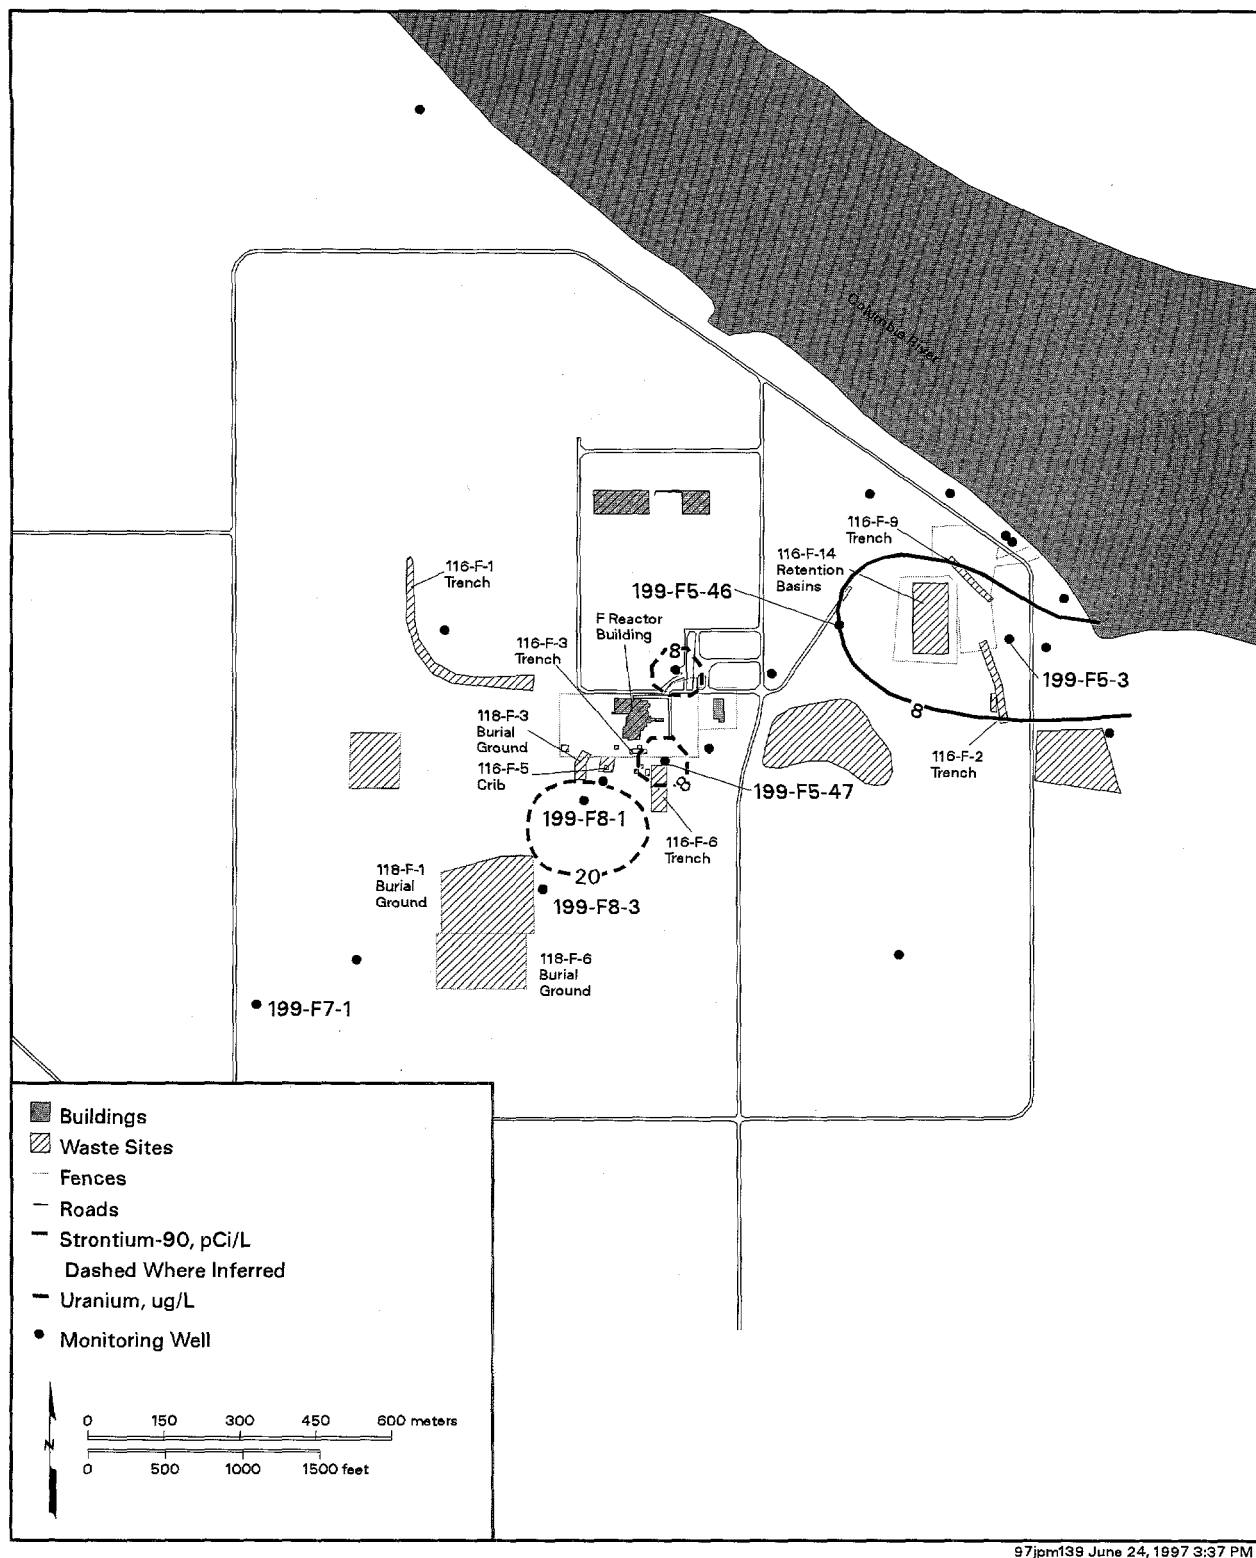 Columbia River
116-F-9
Trench
116-F-14
Retention
Basins
116-F-1
Trench
199-F5-46
F Reactor
Building
116-F-3
Trench
8
199-F5-3
118-F-3
Burial
Ground
8
116-F-2
Trench
116-F-5
Crib
8
199-F5-47
199-F8-1
116-F-6
Trench
118-F-1
Burial
Ground
20
199-F8-3
118-F-6
Burial
Ground
199-F7-1
Buildings
Waste Sites
Fences
Roads
Strontium-90, pCi/L
Dashed Where Inferred
Uranium, ug/L
Monitoring Well
N
0 150 300 450 600 meters
0 500 1000 1500 feet
97jpm139 June 24, 1997 3:37 PM